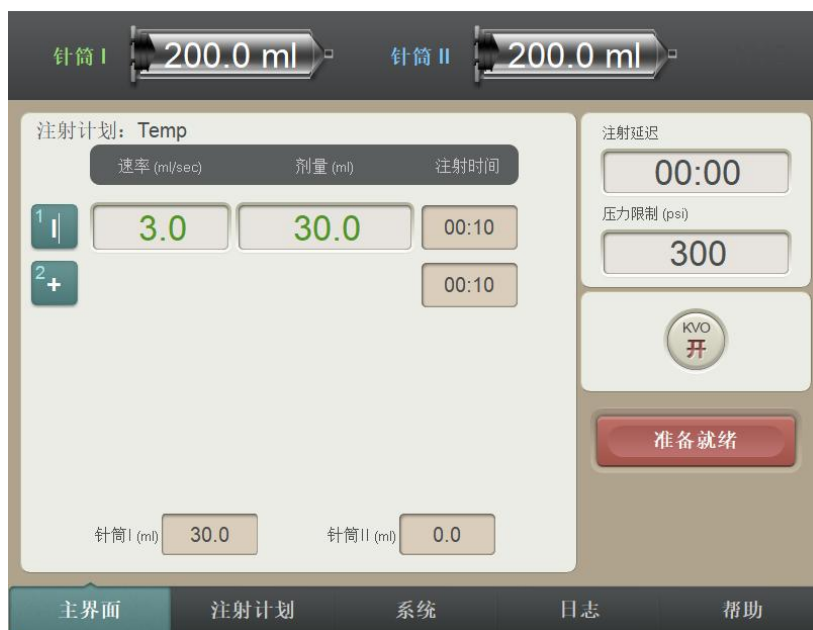 针筒 I 200.0 ml 针筒 II 200.0 ml
注射计划：Temp
速率 (ml/sec) 剂量 (ml) 注射时间
1 I 3.0 30.0 00:10
2 + 00:10
针筒I (ml) 30.0 针筒II (ml) 0.0
注射延迟
00:00
压力限制 (psi)
300
KVO
开
准备就绪
主界面 注射计划 系统 日志 帮助